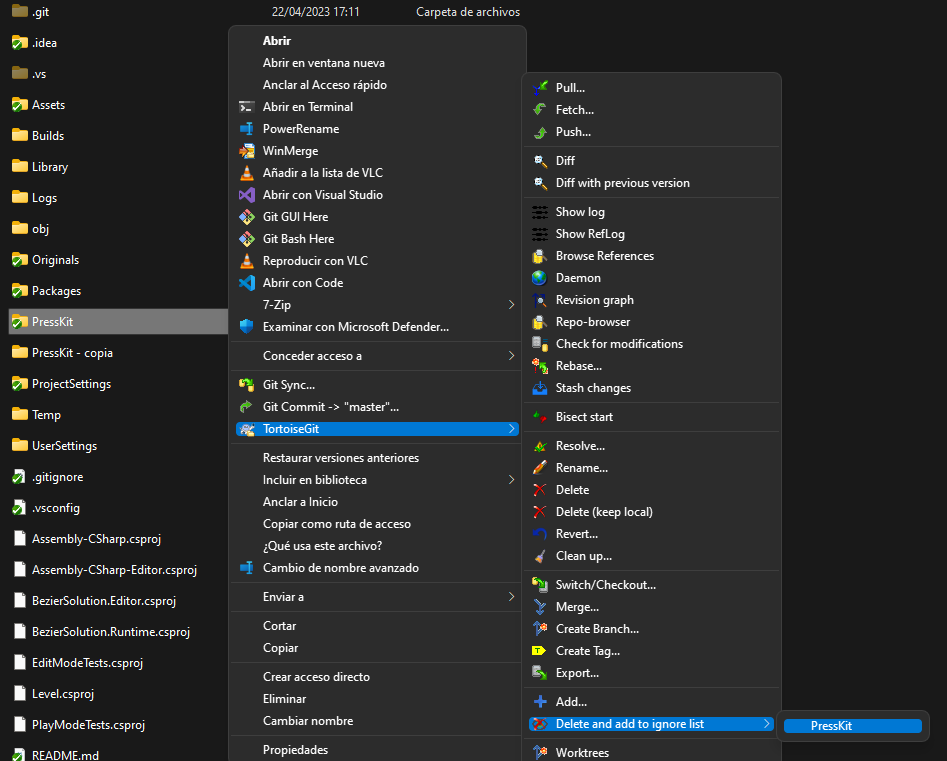 .git 22/04/2023 17:11 Carpeta de archivos
.idea
.vs
Assets
Builds
Library
Logs
obj
Originals
Packages
PressKit
PressKit - copia
ProjectSettings
Temp
UserSettings
.gitignore
.vsconfig
Assembly-CSharp.csproj
Assembly-CSharp-Editor.csproj
BezierSolution.Editor.csproj
BezierSolution.Runtime.csproj
EditModeTests.csproj
Level.csproj
PlayModeTests.csproj
README.md
Abrir
Abrir en ventana nueva
Anclar al Acceso rápido
Abrir en Terminal
PowerRename
WinMerge
Añadir a la lista de VLC
Abrir con Visual Studio
Git GUI Here
Git Bash Here
Reproducir con VLC
Abrir con Code
7-Zip
Examinar con Microsoft Defender...
Conceder acceso a
Git Sync...
Git Commit -> "master"...
TortoiseGit
Restaurar versiones anteriores
Incluir en biblioteca
Anclar a Inicio
Copiar como ruta de acceso
¿Qué usa este archivo?
Cambio de nombre avanzado
Enviar a
Cortar
Copiar
Crear acceso directo
Eliminar
Cambiar nombre
Propiedades
Pull...
Fetch...
Push...
Diff
Diff with previous version
Show log
Show RefLog
Browse References
Daemon
Revision graph
Repo-browser
Check for modifications
Rebase...
Stash changes
Bisect start
Resolve...
Rename...
Delete
Delete (keep local)
Revert...
Clean up...
Switch/Checkout...
Merge...
Create Branch...
Create Tag...
Export...
Add...
Delete and add to ignore list
Worktrees
PressKit